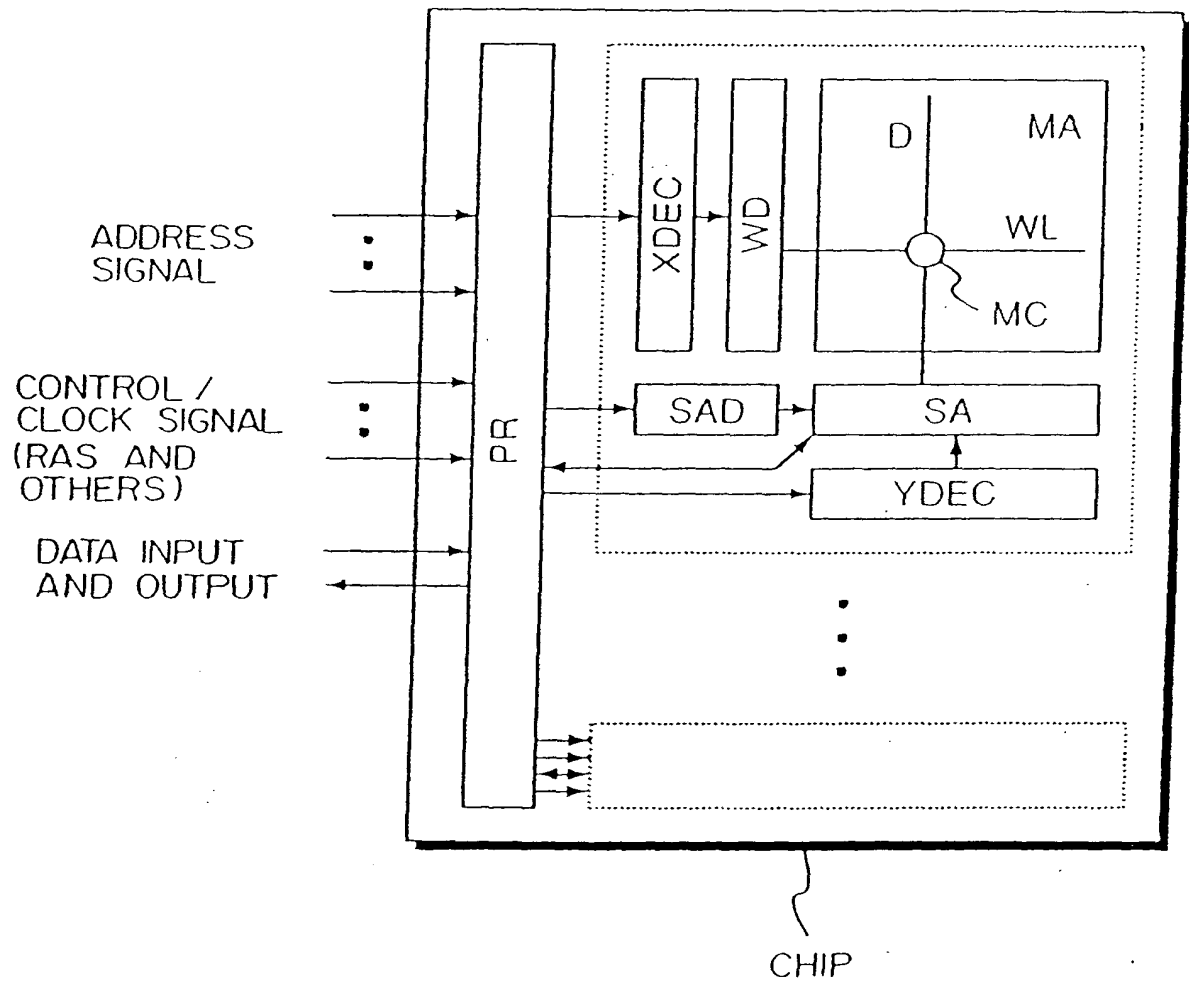 D
MA
XDEC
WD
ADDRESS
SIGNAL
WL
MC
CONTROL /
CLOCK SIGNAL
(RAS AND
OTHERS)
PR
SAD
SA
YDEC
DATA INPUT
AND OUTPUT
CHIP